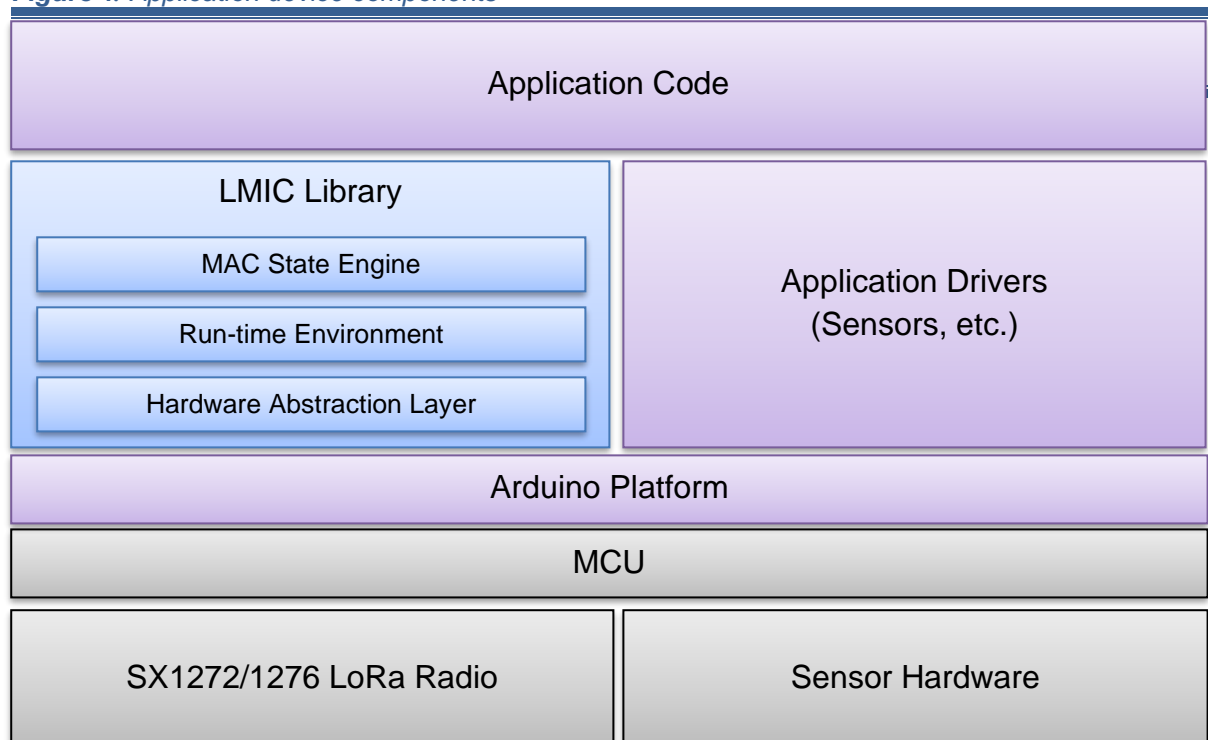 Application Code
LMIC Library
MAC State Engine
Run-time Environment
Hardware Abstraction Layer
Application Drivers
(Sensors, etc.)
Arduino Platform
MCU
SX1272/1276 LoRa Radio
Sensor Hardware